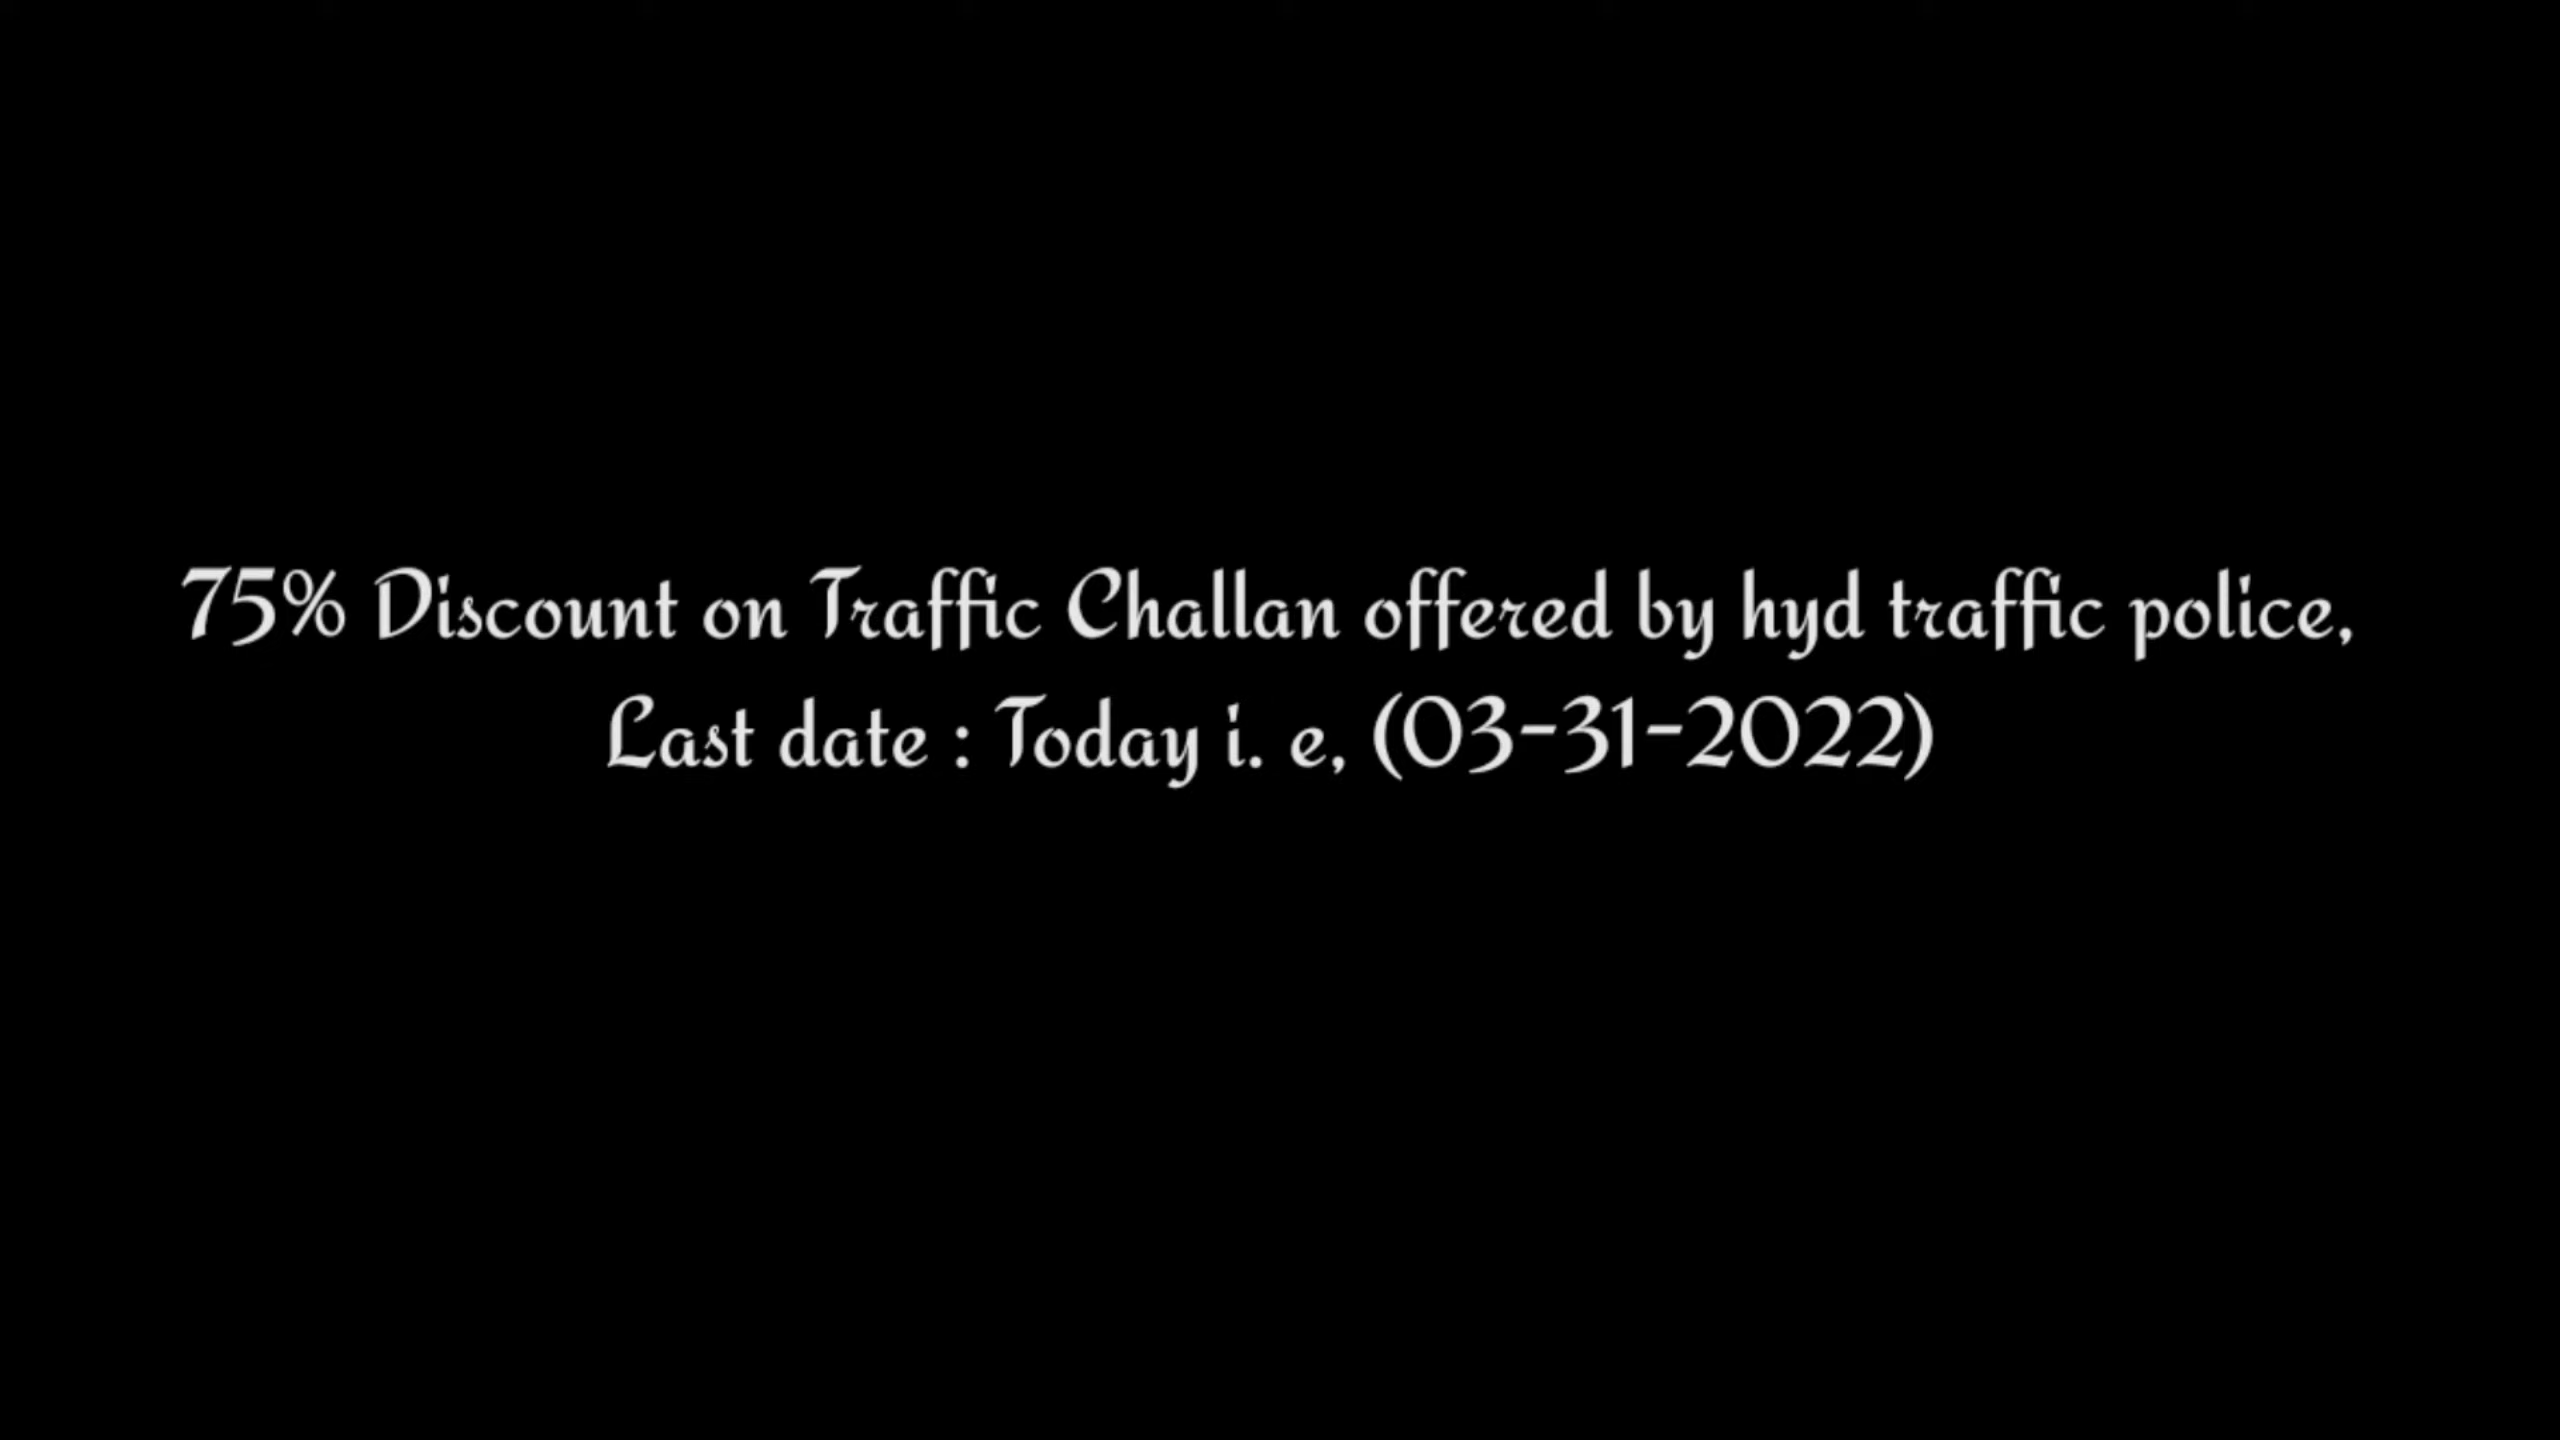 75% Discount on Traffic Challan offered by hyd traffic police,
Last date : Today i. e, (03-31-2022)